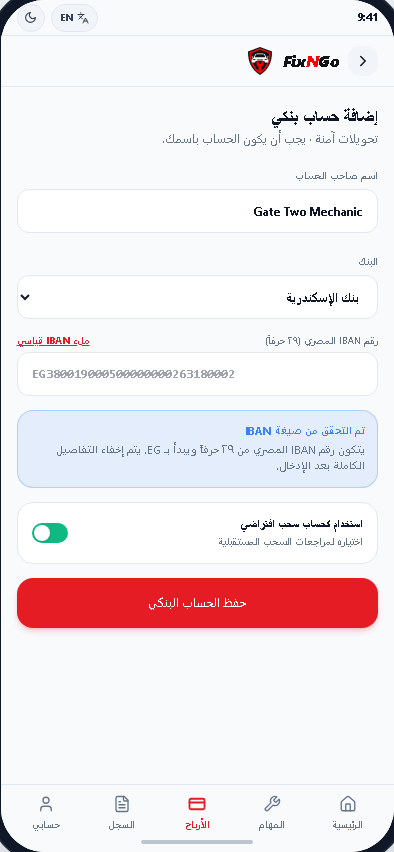 9:41
EN
FixNGo
إضافة حساب بنكي
تحويلات آمنة · يجب أن يكون الحساب باسمك.
اسم صاحب الحساب
Gate Two Mechanic
البنك
بنك الإسكندرية
رقم IBAN المصري (٢٩ حرفاً)
ملء IBAN قياسي
EG380019000500000000263180002
تم التحقق من صيغة IBAN
يتكون رقم IBAN المصري من ٢٩ حرفاً ويبدأ بـ EG. يتم إخفاء التفاصيل
الكاملة بعد الإدخال.
استخدام كحساب سحب افتراضي
اختياره لمراجعات السحب المستقبلية
حفظ الحساب البنكي
الرئيسية
المهام
الأرباح
السجل
حسابي